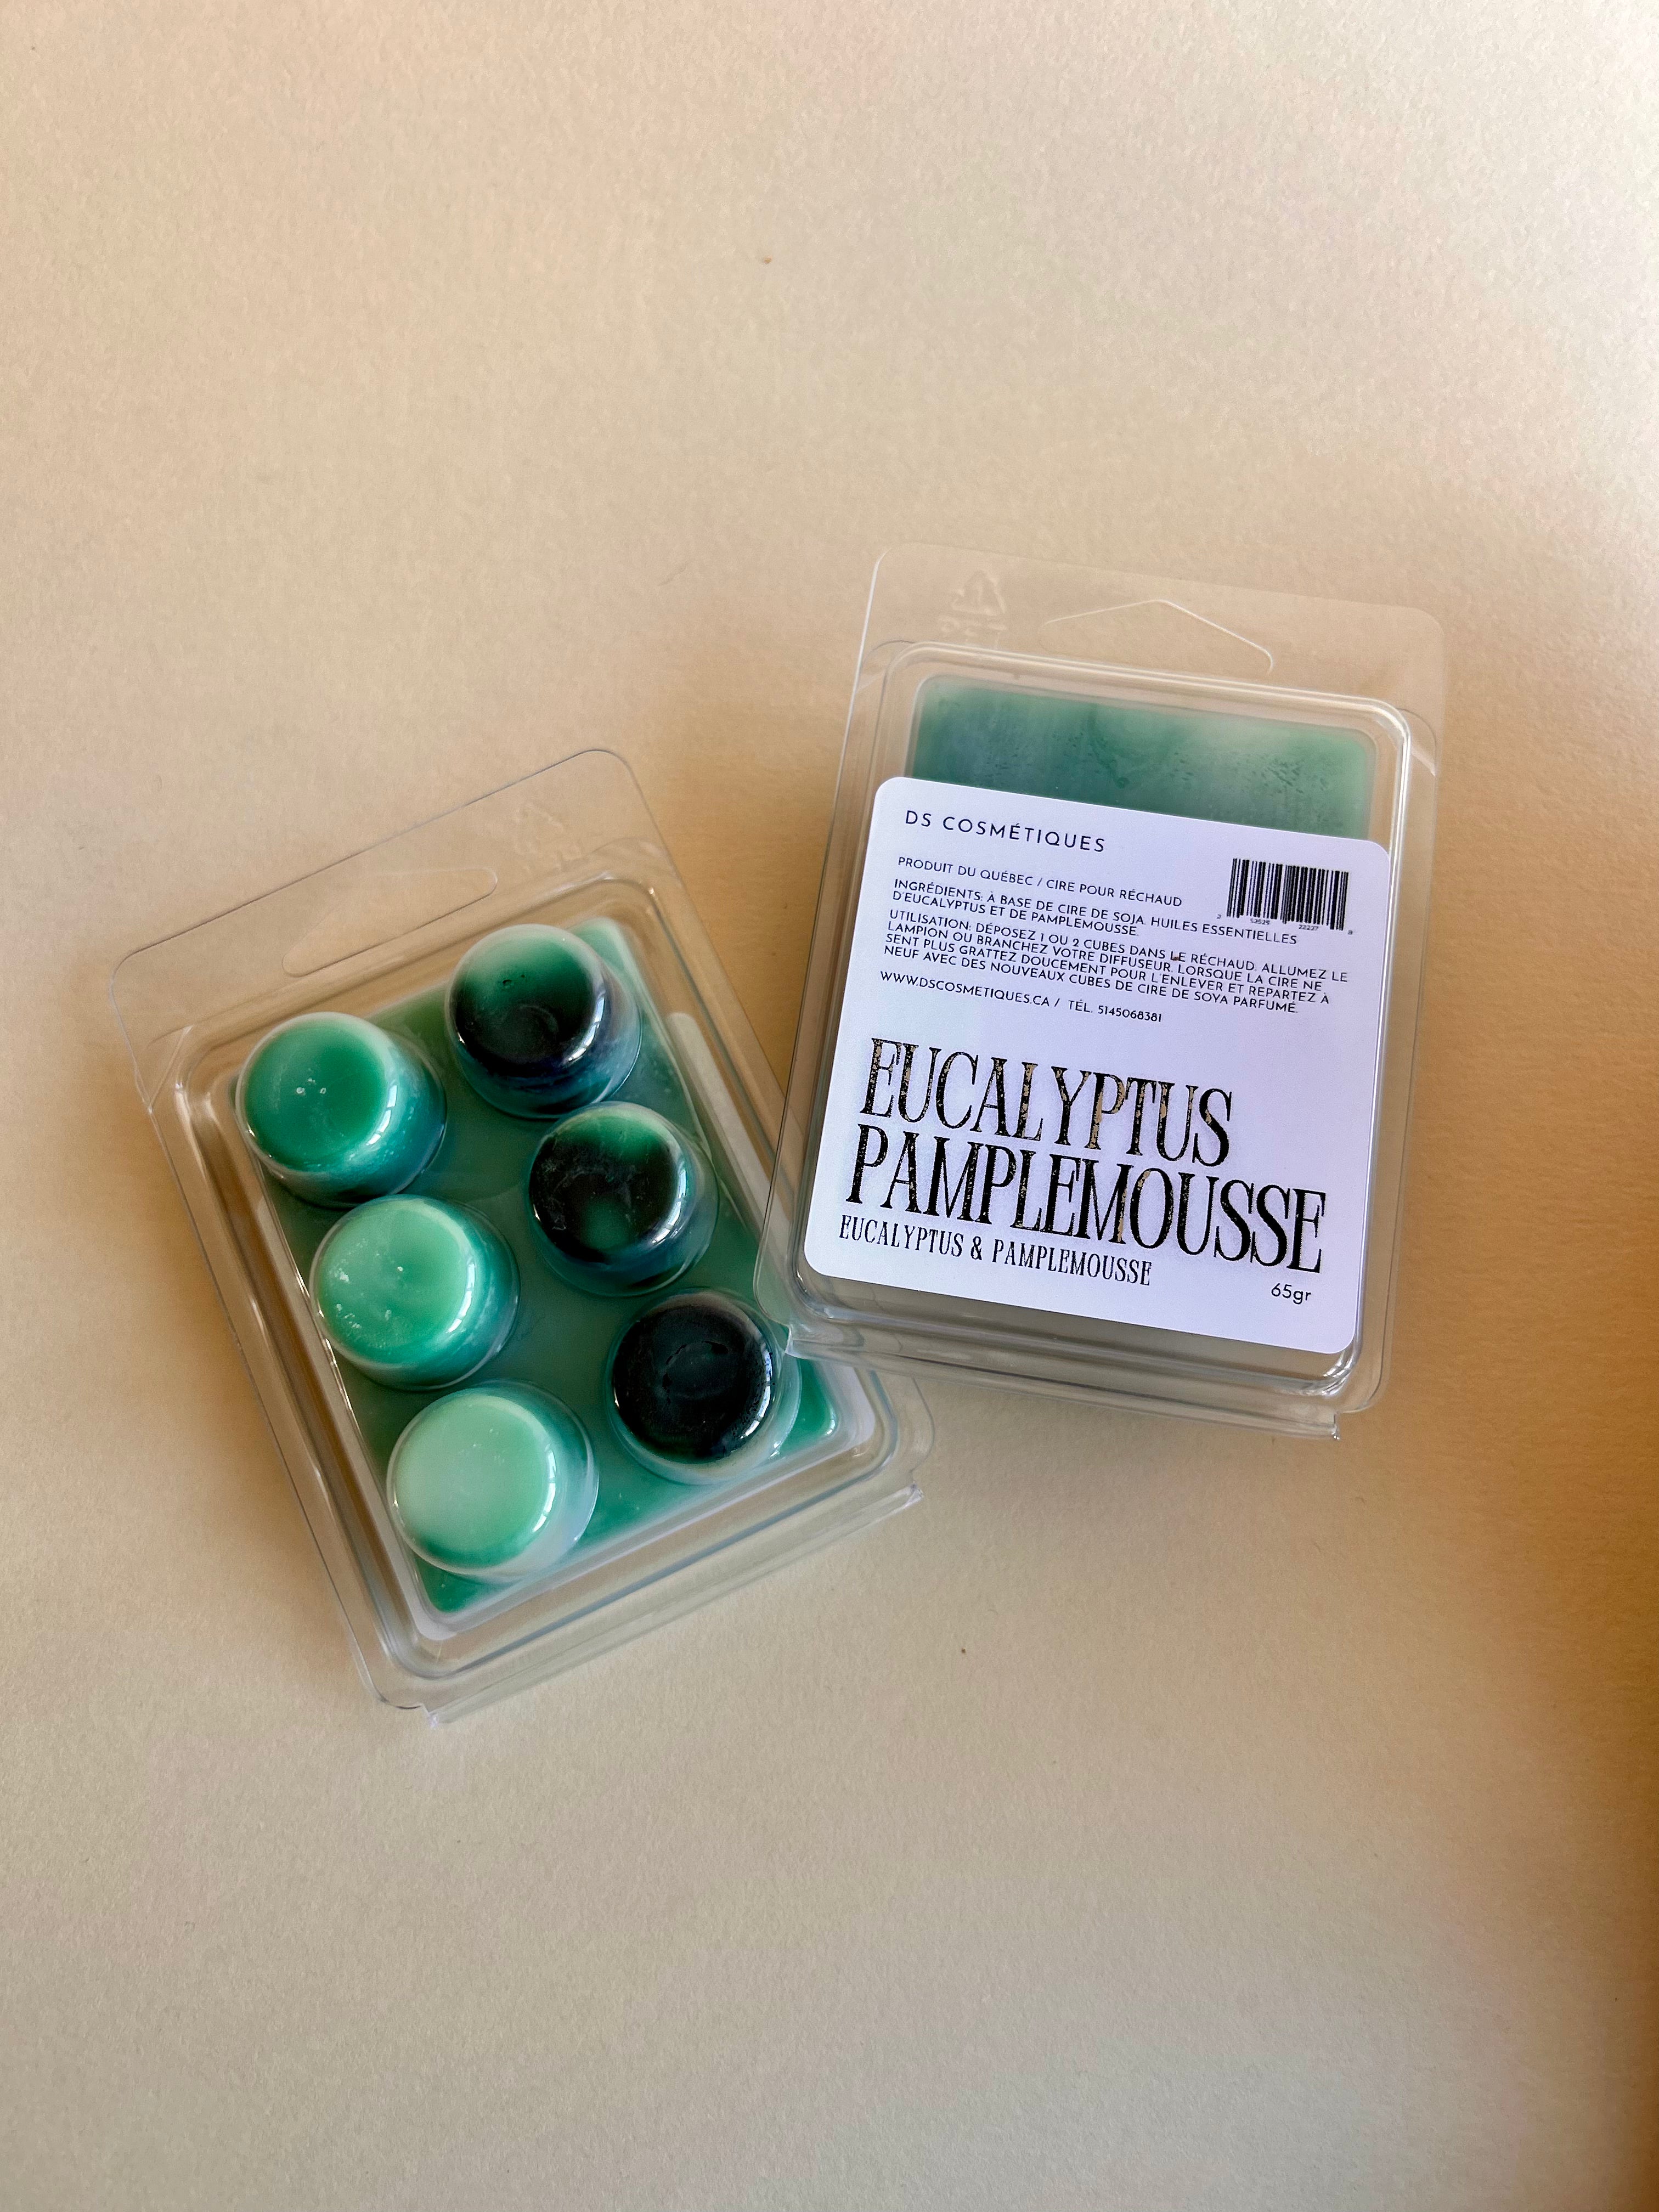 DS COSMÉTIQUES
PRODUIT DU QUÉBEC / CIRE POUR RÉCHAUD
INGRÉDIENTS: À BASE DE CIRE DE SOJA. HUILES ESSENTIELLES
D'EUCALYPTUS ET DE PAMPLEMOUSSE.
UTILISATION: DÉPOSEZ 1 OU 2 CUBES DANS LE RÉCHAUD. ALLUMEZ LE
LAMPION OU BRANCHEZ VOTRE DIFFUSEUR. LORSQUE LA CIRE NE
SENT PLUS GRATTEZ DOUCEMENT POUR L'ENLEVER ET REPARTEZ À
NEUF AVEC DES NOUVEAUX CUBES DE CIRE DE SOYA PARFUMÉ.
WWW.DSCOSMETIQUES.CA / TÉL. 5145068381
EUCALYPTUS
PAMPLEMOUSSE
EUCALYPTUS & PAMPLEMOUSSE
65gr